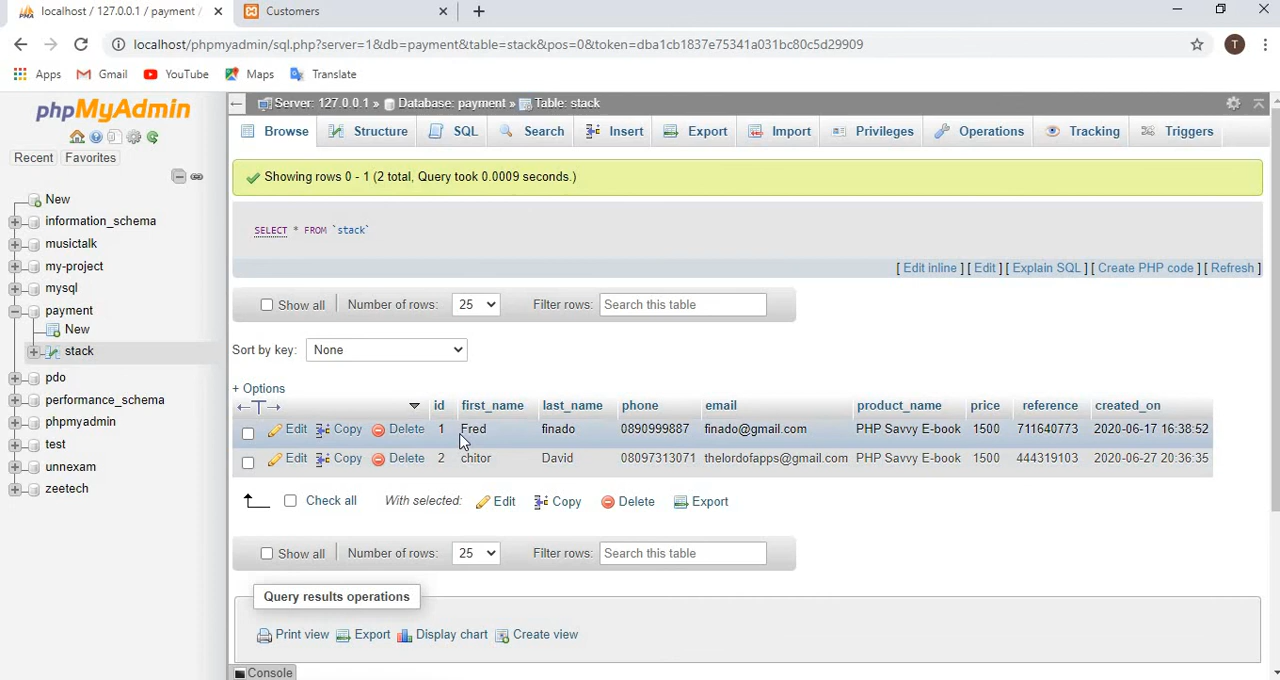 localhost / 127.0.0.1 / payment / Customers
localhost/phpmyadmin/sql.php?server=1&db=payment&table=stack&pos=0&token=dba1cb1837e75341a031bc80c5d29909 T
Apps Gmail YouTube Maps Translate
phpMyAdmin
Recent Favorites
New
information_schema
musictalk
my-project
mysql
payment
New
stack
pdo
performance_schema
phpmyadmin
test
unnexam
zeetech
Server: 127.0.0.1 » Database: payment » Table: stack
Browse Structure SQL Search Insert Export Import Privileges Operations Tracking Triggers
Showing rows 0 - 1 (2 total, Query took 0.0009 seconds.)
SELECT * FROM `stack`
[ Edit inline ] [ Edit ] [ Explain SQL ] [ Create PHP code ] [ Refresh ]
Show all Number of rows: 25 Filter rows: Search this table
Sort by key: None
+ Options
id first_name last_name phone email product_name price reference created_on
Edit Copy Delete 1 Fred finado 0890999887 finado@gmail.com PHP Savvy E-book 1500 711640773 2020-06-17 16:38:52
Edit Copy Delete 2 chitor David 08097313071 thelordofapps@gmail.com PHP Savvy E-book 1500 444319103 2020-06-27 20:36:35
Check all With selected: Edit Copy Delete Export
Show all Number of rows: 25 Filter rows: Search this table
Query results operations
Print view Export Display chart Create view
Console